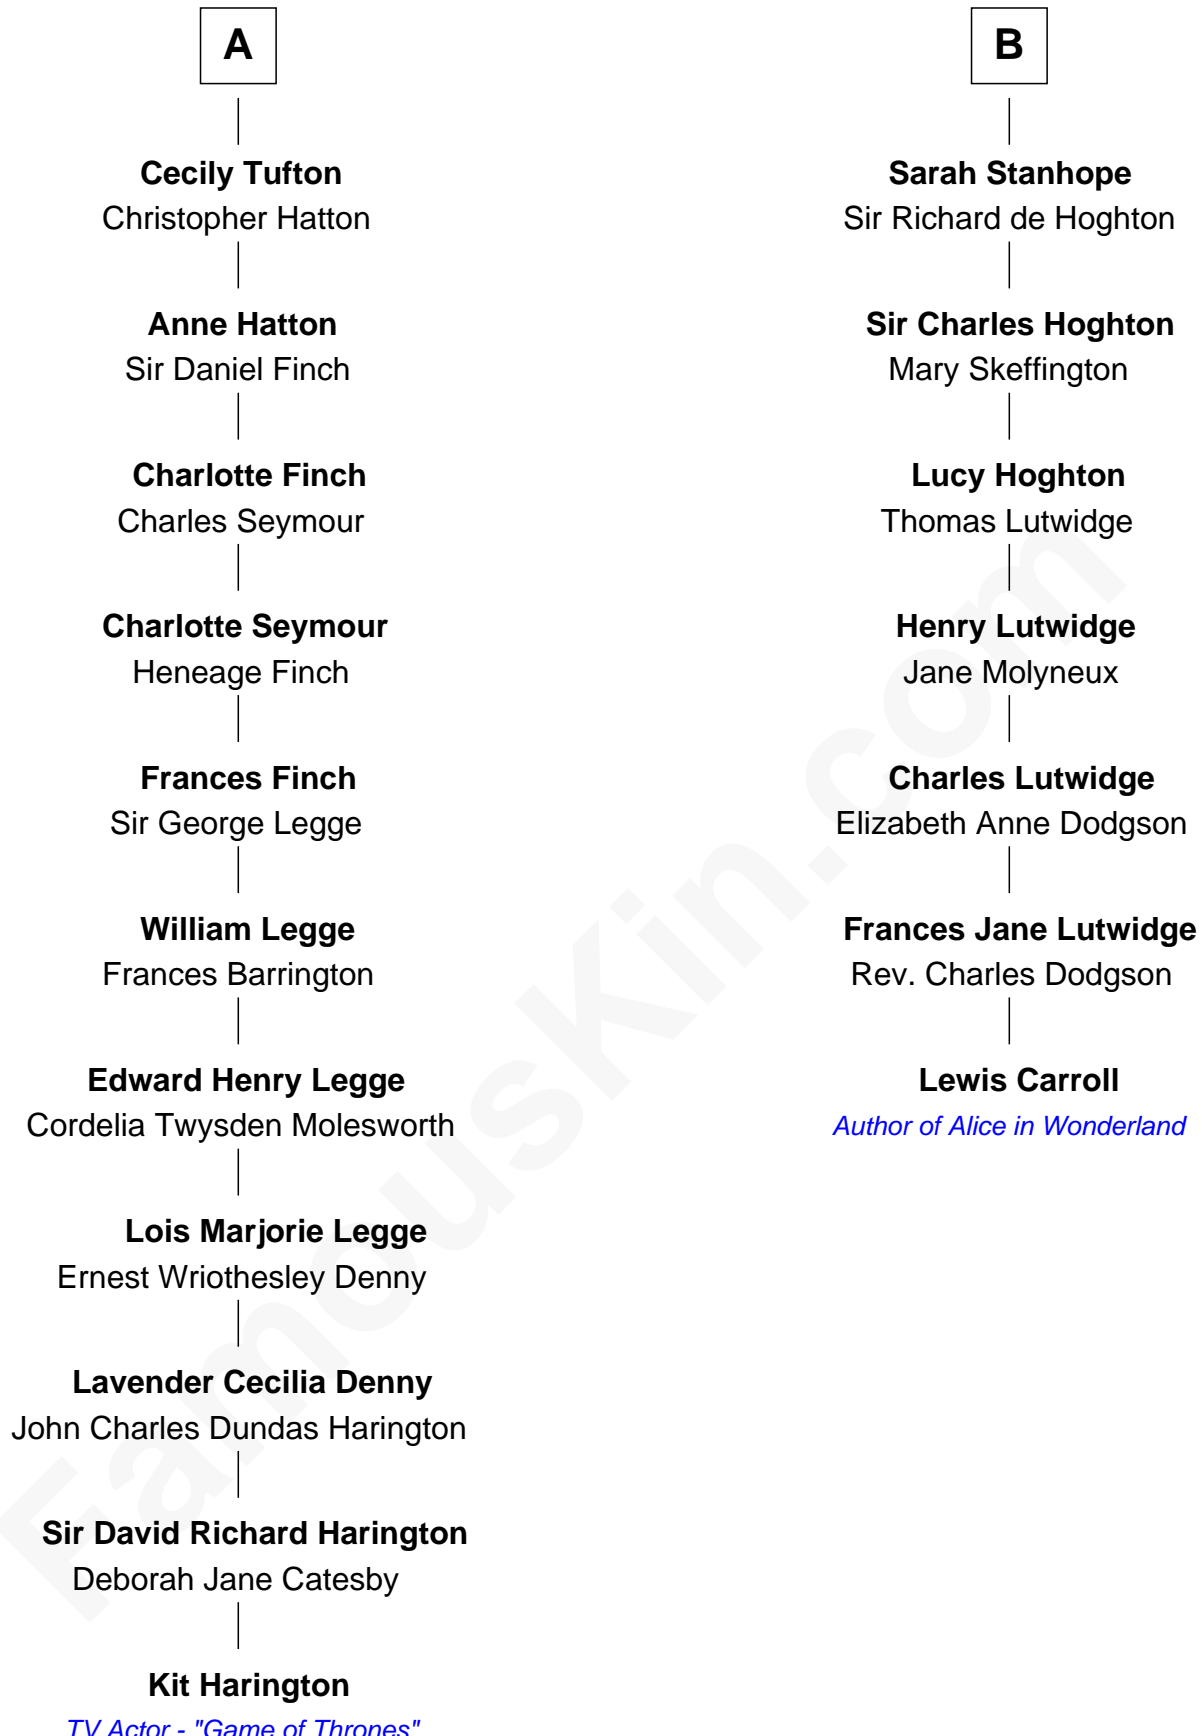 A
Cecily Tufton
Christopher Hatton
Anne Hatton
Sir Daniel Finch
Charlotte Finch
Charles Seymour
Charlotte Seymour
Heneage Finch
Frances Finch
Sir George Legge
William Legge
Frances Barrington
Edward Henry Legge
Cordelia Twysden Molesworth
Lois Marjorie Legge
Ernest Wriothesley Denny
Lavender Cecilia Denny
John Charles Dundas Harington
Sir David Richard Harington
Deborah Jane Catesby
Kit Harington
TV Actor - "Game of Thrones"
B
Sarah Stanhope
Sir Richard de Hoghton
Sir Charles Hoghton
Mary Skeffington
Lucy Hoghton
Thomas Lutwidge
Henry Lutwidge
Jane Molyneux
Charles Lutwidge
Elizabeth Anne Dodgson
Frances Jane Lutwidge
Rev. Charles Dodgson
Lewis Carroll
Author of Alice in Wonderland
FamousKin.com